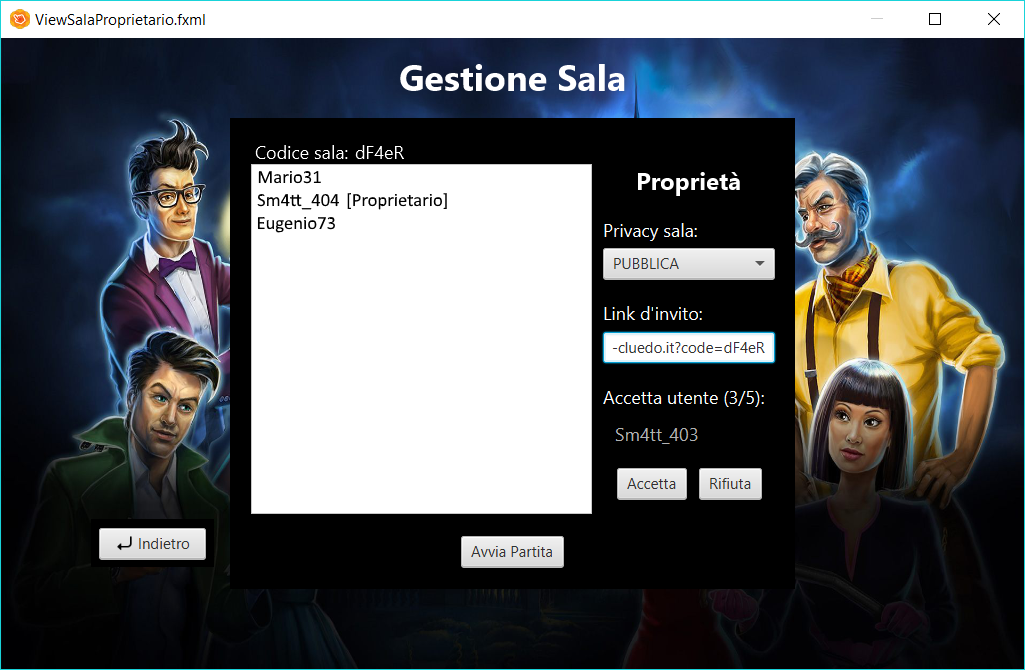 ViewSalaProprietario.fxml
Gestione Sala
Codice sala: dF4eR
Mario31
Sm4tt_404 [Proprietario]
Eugenio73
Proprietà
Privacy sala:
PUBBLICA
Link d'invito:
-cluedo.it?code=dF4eR
Accetta utente (3/5):
Sm4tt_403
Accetta
Rifiuta
Indietro
Avvia Partita